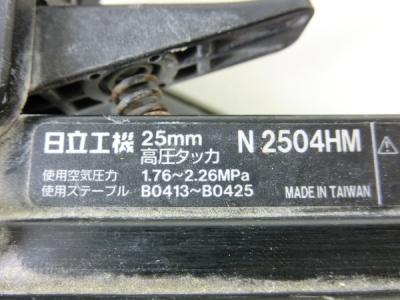 日立工機 25mm 高圧タッカ N 2504HM
使用空気圧力 1.76~2.26MPa
使用ステープル B0413~B0425 MADE IN TAIWAN